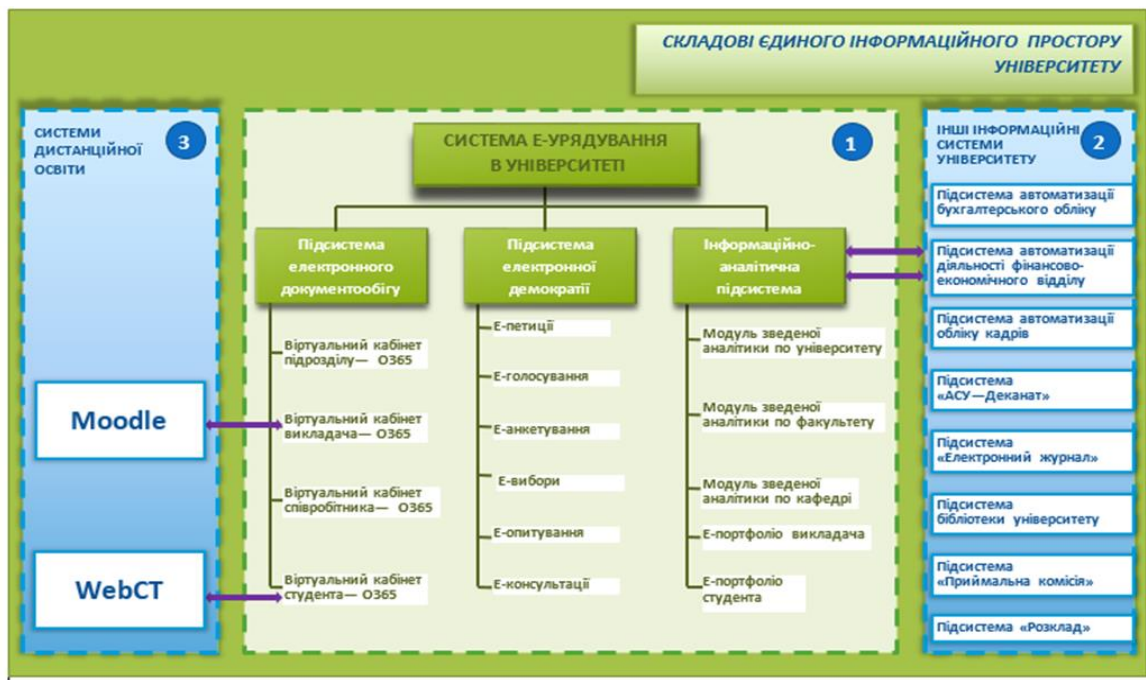 СКЛАДОВІ ЄДИНОГО ІНФОРМАЦІЙНОГО ПРОСТОРУ
УНІВЕРСИТЕТУ
СИСТЕМИ
ДИСТАНЦІЙНОЇ
ОСВІТИ
3
Moodle
WebCT
СИСТЕМА Е-УРЯДУВАННЯ
В УНІВЕРСИТЕТІ
1
Підсистема
електронного
документообігу
Віртуальний кабінет
підрозділу— О365
Віртуальний кабінет
викладача— О365
Віртуальний кабінет
співробітника— О365
Віртуальний кабінет
студента— О365
Підсистема
електронної
демократії
Е-петиції
Е-голосування
Е-анкетування
Е-вибори
Е-опитування
Е-консультації
Інформаційно-
аналітична
підсистема
Модуль зведеної
аналітики по університету
Модуль зведеної
аналітики по факультету
Модуль зведеної
аналітики по кафедрі
Е-портфоліо викладача
Е-портфоліо
студента
ІНШІ ІНФОРМАЦІЙНІ
СИСТЕМИ
УНІВЕРСИТЕТУ
2
Підсистема автоматизації
бухгалтерського обліку
Підсистема автоматизації
діяльності фінансово-
економічного відділу
Підсистема автоматизації
обліку кадрів
Підсистема
«АСУ—Деканат»
Підсистема
«Електронний журнал»
Підсистема
бібліотеки університету
Підсистема
«Приймальна комісія»
Підсистема «Розклад»